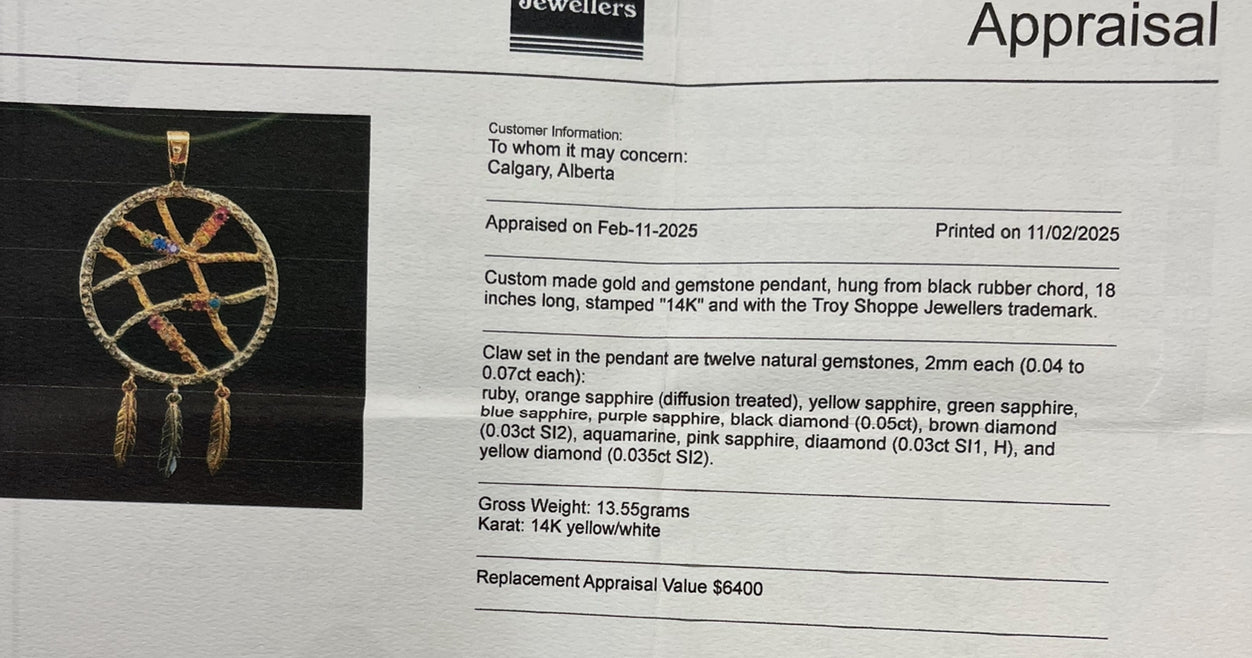 Jewellers
Appraisal
Customer Information:
To whom it may concern:
Calgary, Alberta
Appraised on Feb-11-2025
Printed on 11/02/2025
Custom made gold and gemstone pendant, hung from black rubber chord, 18
inches long, stamped "14K" and with the Troy Shoppe Jewellers trademark.
Claw set in the pendant are twelve natural gemstones, 2mm each (0.04 to
0.07ct each):
ruby, orange sapphire (diffusion treated), yellow sapphire, green sapphire,
blue sapphire, purple sapphire, black diamond (0.05ct), brown diamond
(0.03ct SI2), aquamarine, pink sapphire, diaamond (0.03ct SI1, H), and
yellow diamond (0.035ct SI2).
Gross Weight: 13.55grams
Karat: 14K yellow/white
Replacement Appraisal Value $6400